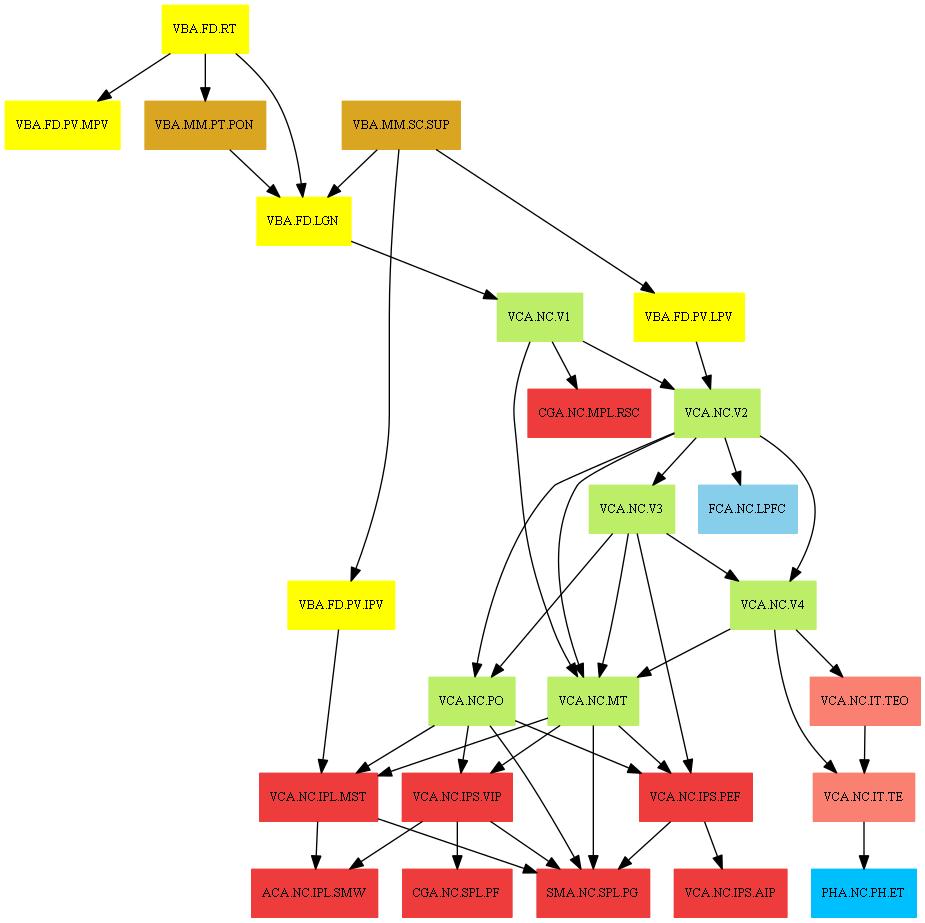 VBA.FD.RT
VBA.FD.PV.MPV
VBA.MM.PT.PON
VBA.MM.SC.SUP
VBA.FD.LGN
VCA.NC.V1
VBA.FD.PV.LPV
CGA.NC.MPL.RSC
VCA.NC.V2
VCA.NC.V3
FCA.NC.LPFC
VBA.FD.PV.IPV
VCA.NC.V4
VCA.NC.PO
VCA.NC.MT
VCA.NC.IT.TEO
VCA.NC.IPL.MST
VCA.NC.IPS.VIP
VCA.NC.IPS.PEF
VCA.NC.IT.TE
ACA.NC.IPL.SMW
CGA.NC.SPL.PF
SMA.NC.SPL.PG
VCA.NC.IPS.AIP
PHA.NC.PH.ET